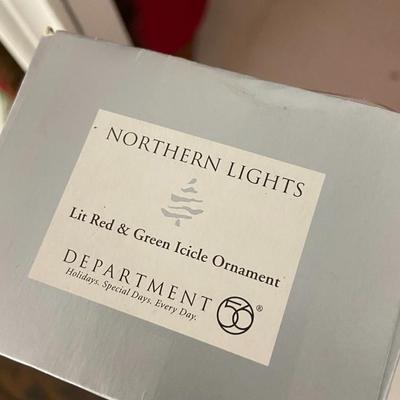 NORTHERN LIGHTS
Lit Red & Green Icicle Ornament
DEPARTMENT 56®
Holidays. Special Days. Every Day.